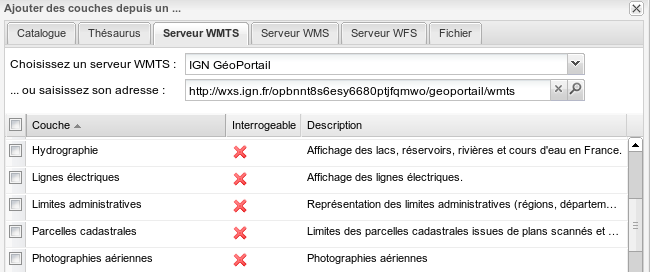 Ajouter des couches depuis un ...
Catalogue Thésaurus Serveur WMTS Serveur WMS Serveur WFS Fichier
Choisissez un serveur WMTS : IGN GéoPortail
... ou saisissez son adresse : http://wxs.ign.fr/opbnnt8s6esy6680ptjfqmwo/geoportail/wmts
Couche Interrogeable Description
Hydrographie Affichage des lacs, réservoirs, rivières et cours d'eau en France.
Lignes électriques Affichage des lignes électriques.
Limites administratives Représentation des limites administratives (régions, départem...
Parcelles cadastrales Limites des parcelles cadastrales issues de plans scannés et ...
Photographies aériennes Photographies aériennes